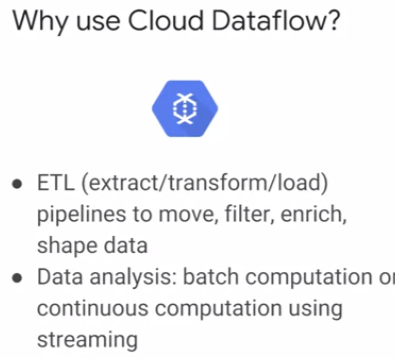 Why use Cloud Dataflow?
● ETL (extract/transform/load)
pipelines to move, filter, enrich,
shape data
● Data analysis: batch computation or
continuous computation using
streaming